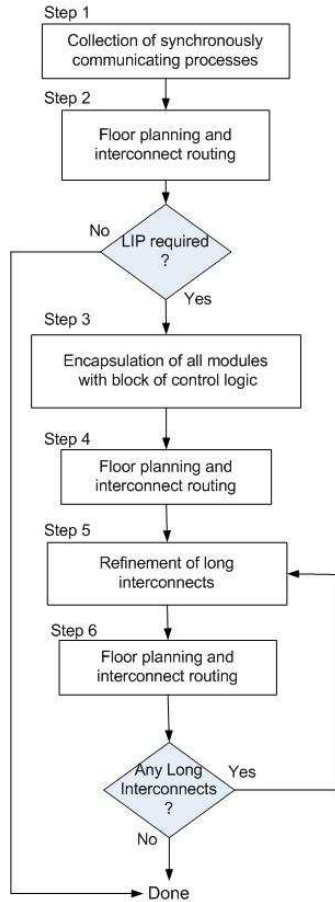 Step 1
Collection of synchronously
communicating processes
Step 2
Floor planning and
interconnect routing
No
LIP required
?
Yes
Step 3
Encapsulation of all modules
with block of control logic
Step 4
Floor planning and
interconnect routing
Step 5
Refinement of long
interconnects
Step 6
Floor planning and
interconnect routing
Any Long
Interconnects
?
Yes
No
Done